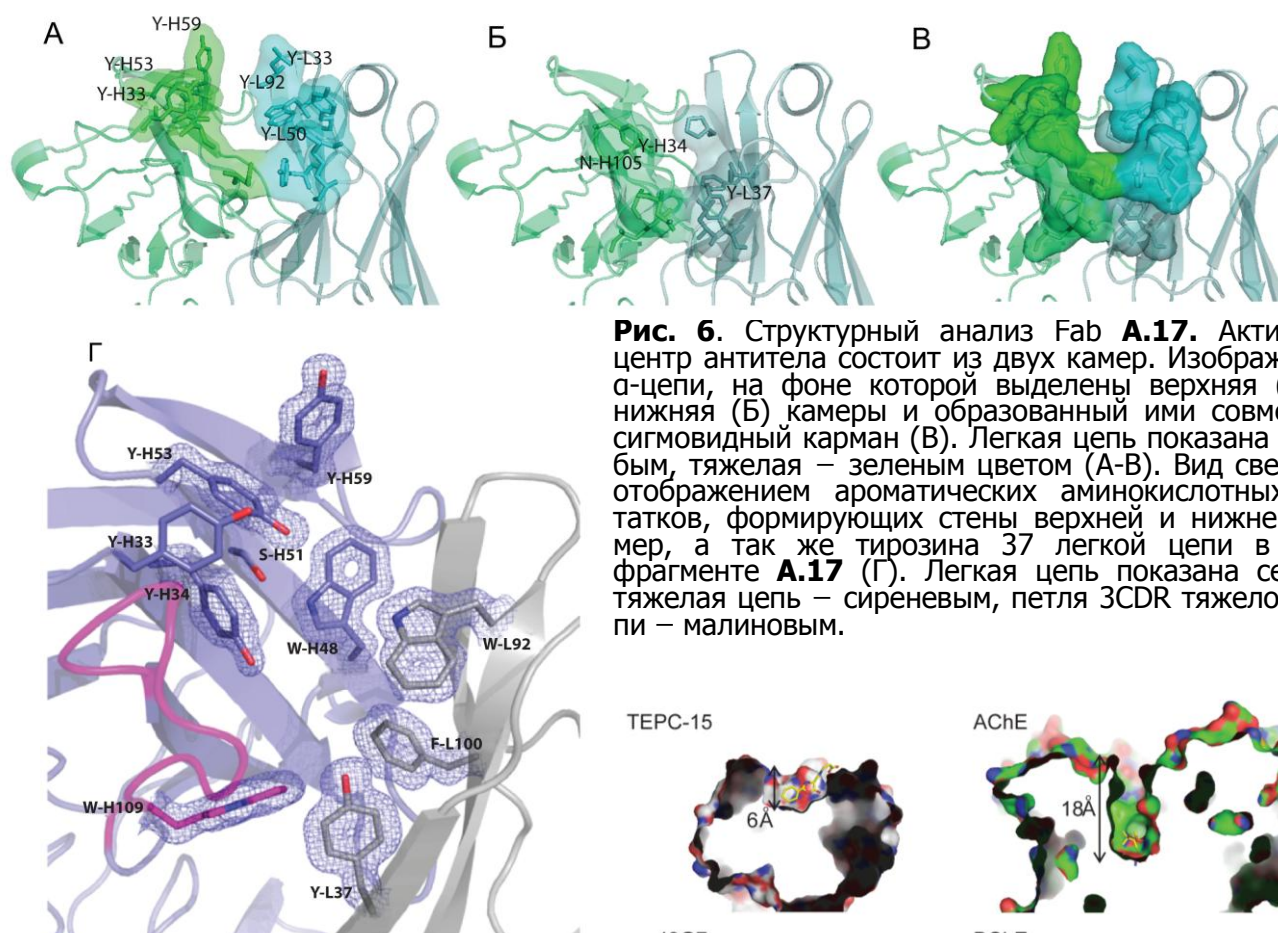 А
Y-H59
Y-H53
Y-H33
Y-L92
Y-L33
Y-L50
Б
Y-H34
N-H105
Y-L37
В
Рис. 6. Структурный анализ Fab А.17. Акти
центр антитела состоит из двух камер. Изображ
α-цепи, на фоне которой выделены верхняя (
нижняя (Б) камеры и образованный ими совме
сигмовидный карман (В). Легкая цепь показана
бым, тяжелая – зеленым цветом (А-В). Вид све
отображением ароматических аминокислотных
татков, формирующих стены верхней и нижне
мер, а так же тирозина 37 легкой цепи в
фрагменте А.17 (Г). Легкая цепь показана се
тяжелая цепь – сиреневым, петля 3CDR тяжело
пи – малиновым.
Г
Y-H53
Y-H59
Y-H33
S-H51
Y-H34
W-H48
W-L92
F-L100
W-H109
Y-L37
TEPC-15
6Å
AChE
18Å